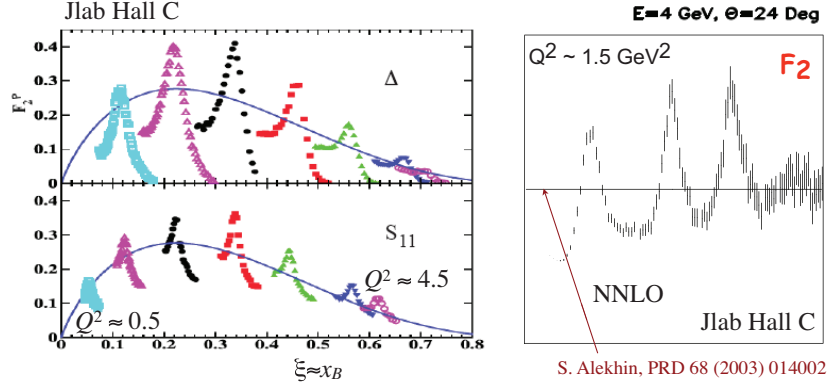 Jlab Hall C
0.4
0.3
0.2
0.1
0
F₂ᵖ
Δ
0.4
0.3
0.2
0.1
0
S₁₁
Q² ≈ 4.5
Q² ≈ 0.5
0 0.1 0.2 0.3 0.4 0.5 0.6 0.7 0.8
ξ≈x_B
E=4 GeV, Θ=24 Deg
Q² ~ 1.5 GeV²
F₂
NNLO
Jlab Hall C
S. Alekhin, PRD 68 (2003) 014002